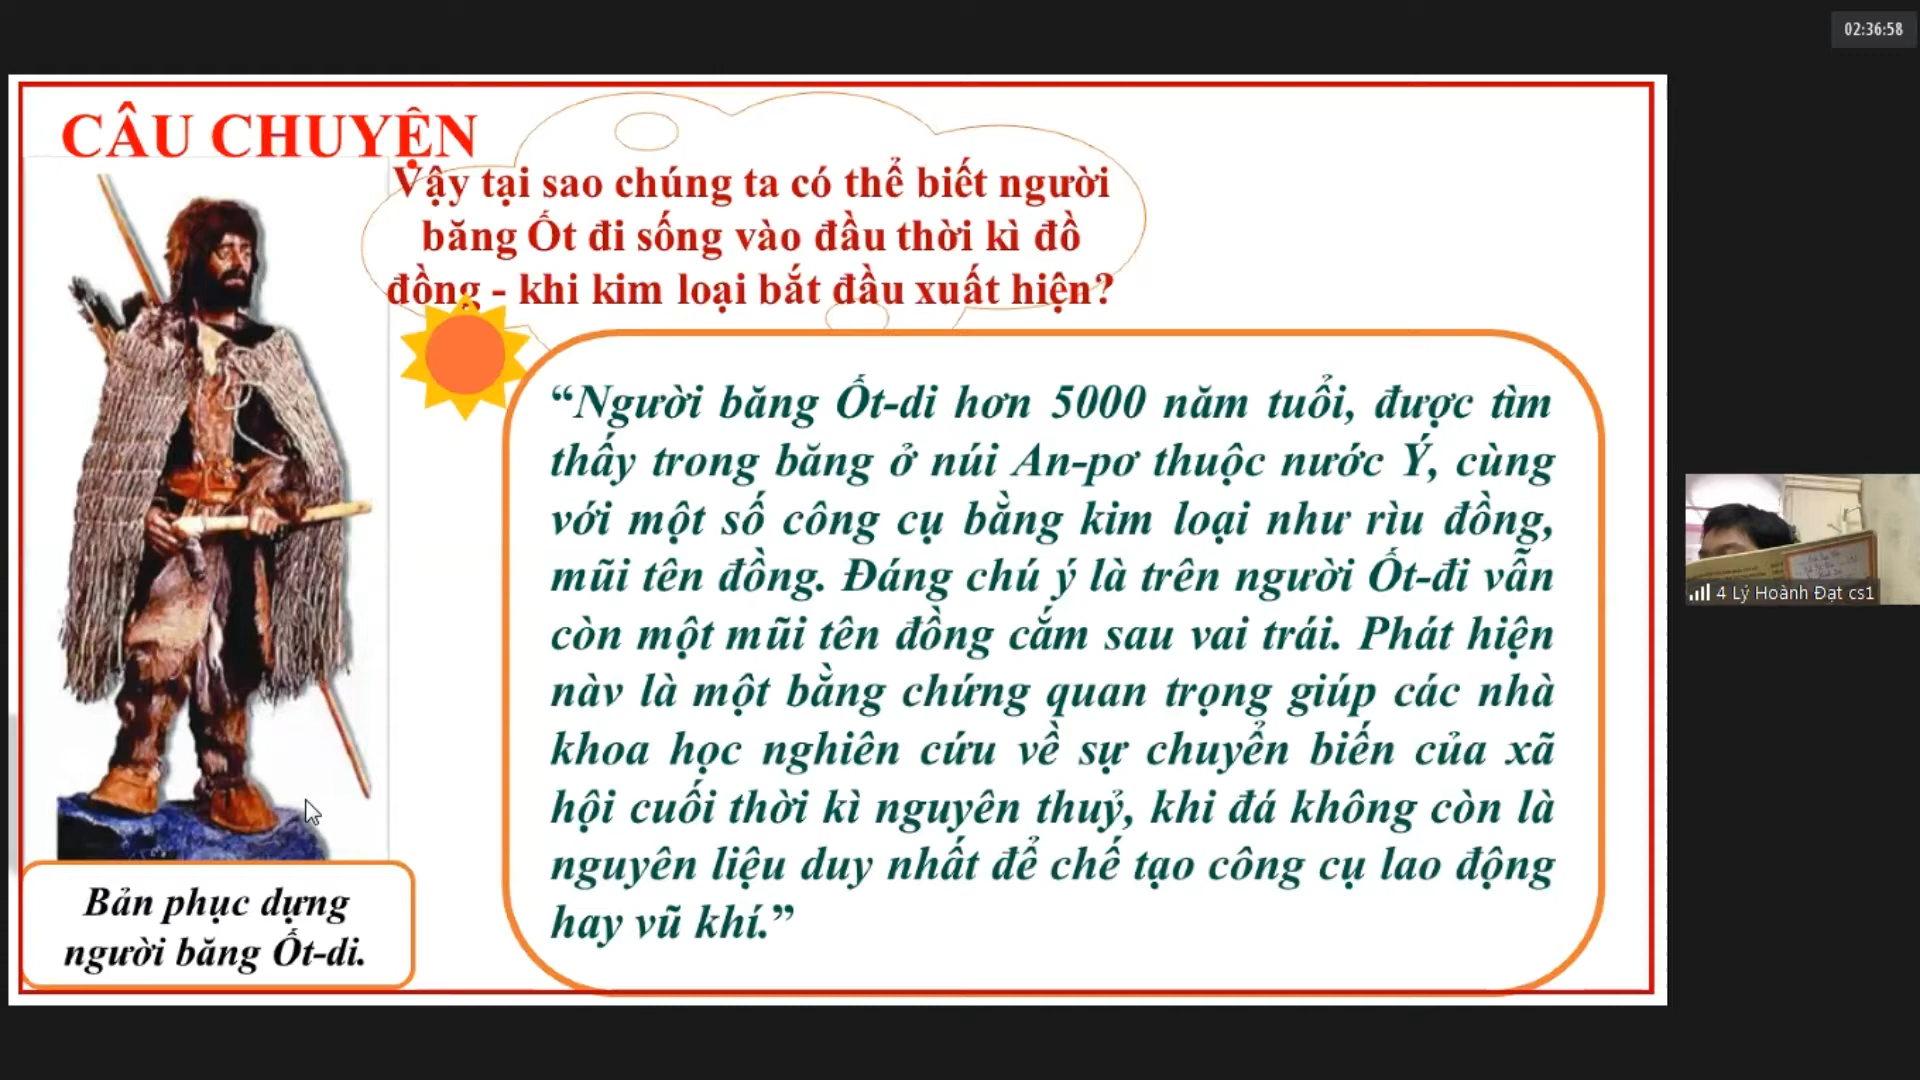 02:36:58
CÂU CHUYỆN
Vậy tại sao chúng ta có thể biết người
băng Ốt đi sống vào đầu thời kì đồ
đồng - khi kim loại bắt đầu xuất hiện?
“Người băng Ốt-di hơn 5000 năm tuổi, được tìm
thấy trong băng ở núi An-pơ thuộc nước Ý, cùng
với một số công cụ bằng kim loại như rìu đồng,
mũi tên đồng. Đáng chú ý là trên người Ốt-đi vẫn
còn một mũi tên đồng cắm sau vai trái. Phát hiện
này là một bằng chứng quan trọng giúp các nhà
khoa học nghiên cứu về sự chuyển biến của xã
hội cuối thời kì nguyên thuỷ, khi đá không còn là
nguyên liệu duy nhất để chế tạo công cụ lao động
hay vũ khí.”
Bản phục dựng
người băng Ốt-di.
4 Lý Hoành Đạt cs1